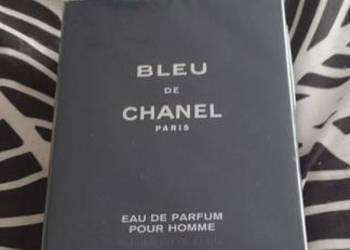 BLEU
DE
CHANEL
PARIS
EAU DE PARFUM
POUR HOMME